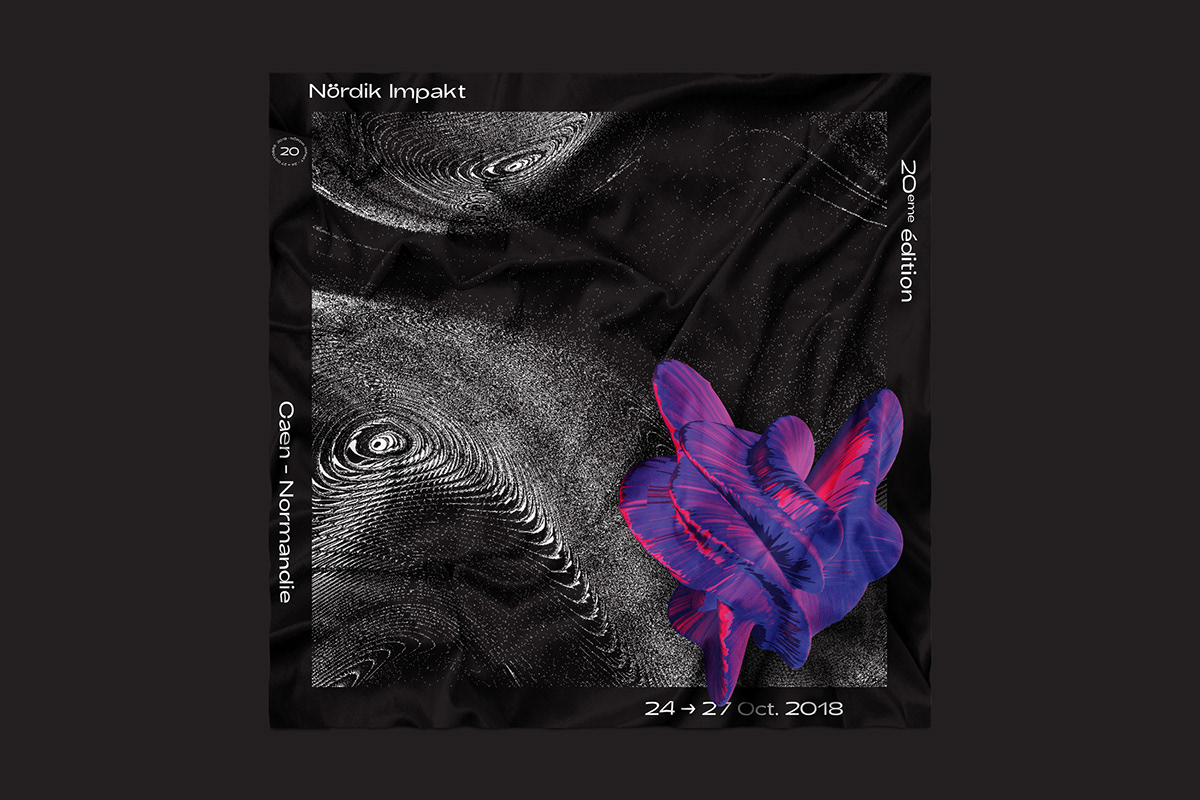 Nördik Impakt
20
20eme édition
Caen - Normandie
24 → 27 Oct. 2018